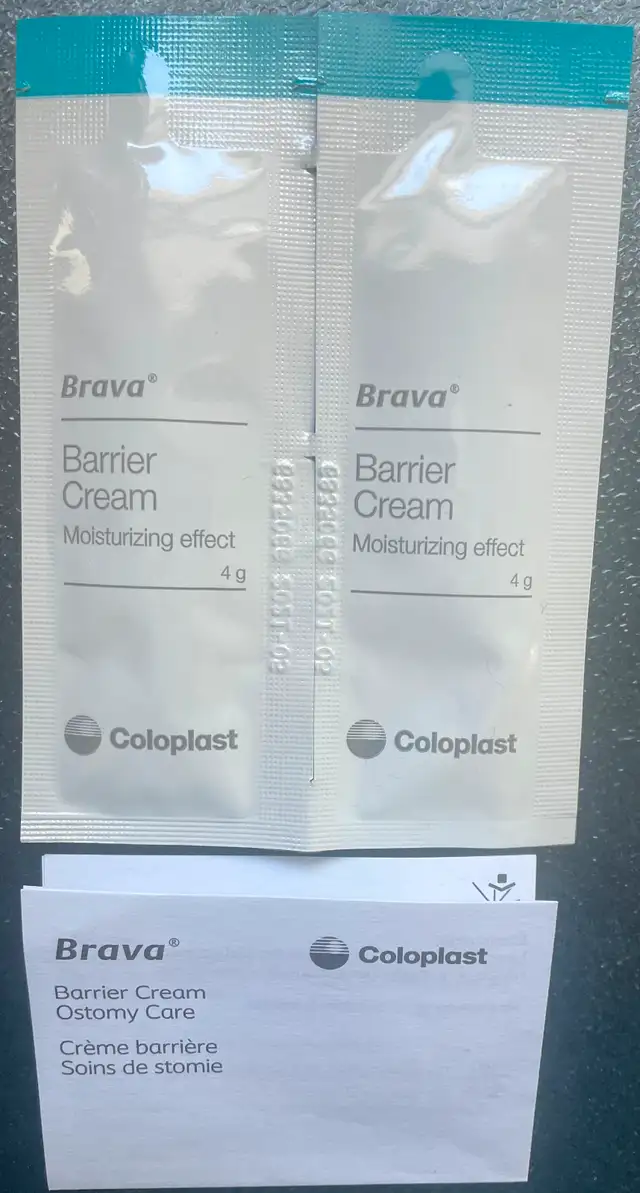 Brava®
Barrier
Cream
Moisturizing effect
4 g
Coloplast
Brava®
Barrier
Cream
Moisturizing effect
4 g
Coloplast
Brava®
Coloplast
Barrier Cream
Ostomy Care
Crème barrière
Soins de stomie